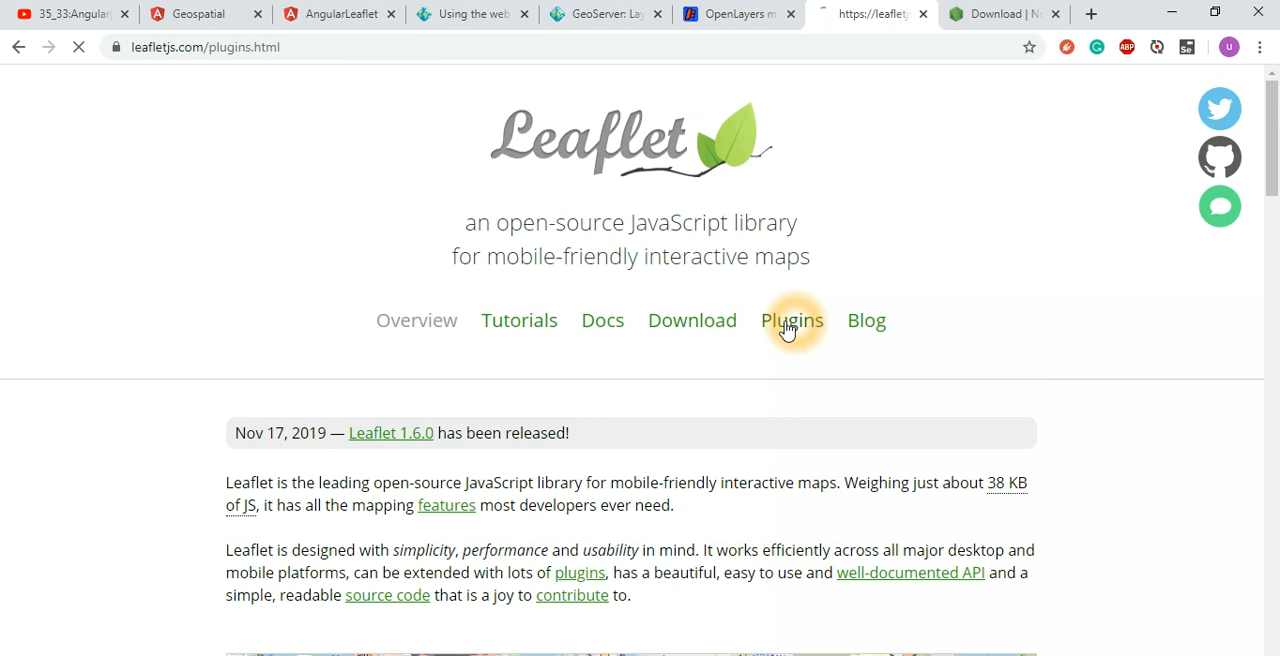 35_33:Angular
Geospatial
AngularLeaflet
Using the web
GeoServer: Lay
OpenLayers m
https://leafletj
Download | No
leafletjs.com/plugins.html
ABP
Se
U
Leaflet
an open-source JavaScript library
for mobile-friendly interactive maps
Overview Tutorials Docs Download Plugins Blog
Nov 17, 2019 — Leaflet 1.6.0 has been released!
Leaflet is the leading open-source JavaScript library for mobile-friendly interactive maps. Weighing just about 38 KB
of JS, it has all the mapping features most developers ever need.
Leaflet is designed with simplicity, performance and usability in mind. It works efficiently across all major desktop and
mobile platforms, can be extended with lots of plugins, has a beautiful, easy to use and well-documented API and a
simple, readable source code that is a joy to contribute to.